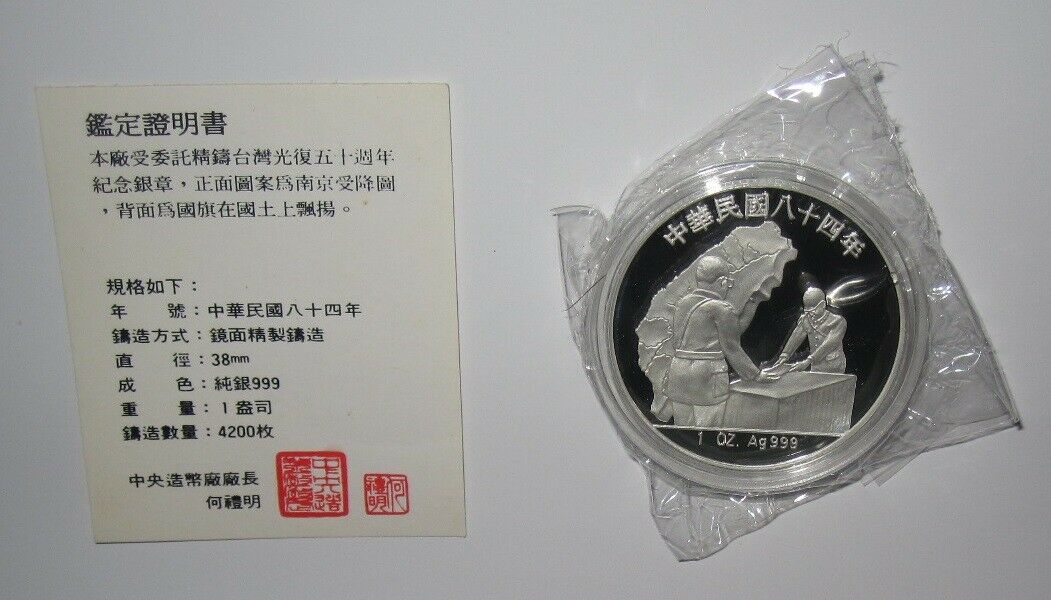 鑑定證明書
本廠受委託精鑄台灣光復五十週年
紀念銀章，正面圖案爲南京受降圖
，背面爲國旗在國土上飄揚。
規格如下：
年　　號：中華民國八十四年
鑄造方式：鏡面精製鑄造
直　　徑：38mm
成　　色：純銀999
重　　量：1盎司
鑄造數量：4200枚
中央造幣廠廠長
何禮明
何禮明
中華民國八十四年
1 OZ. Ag999